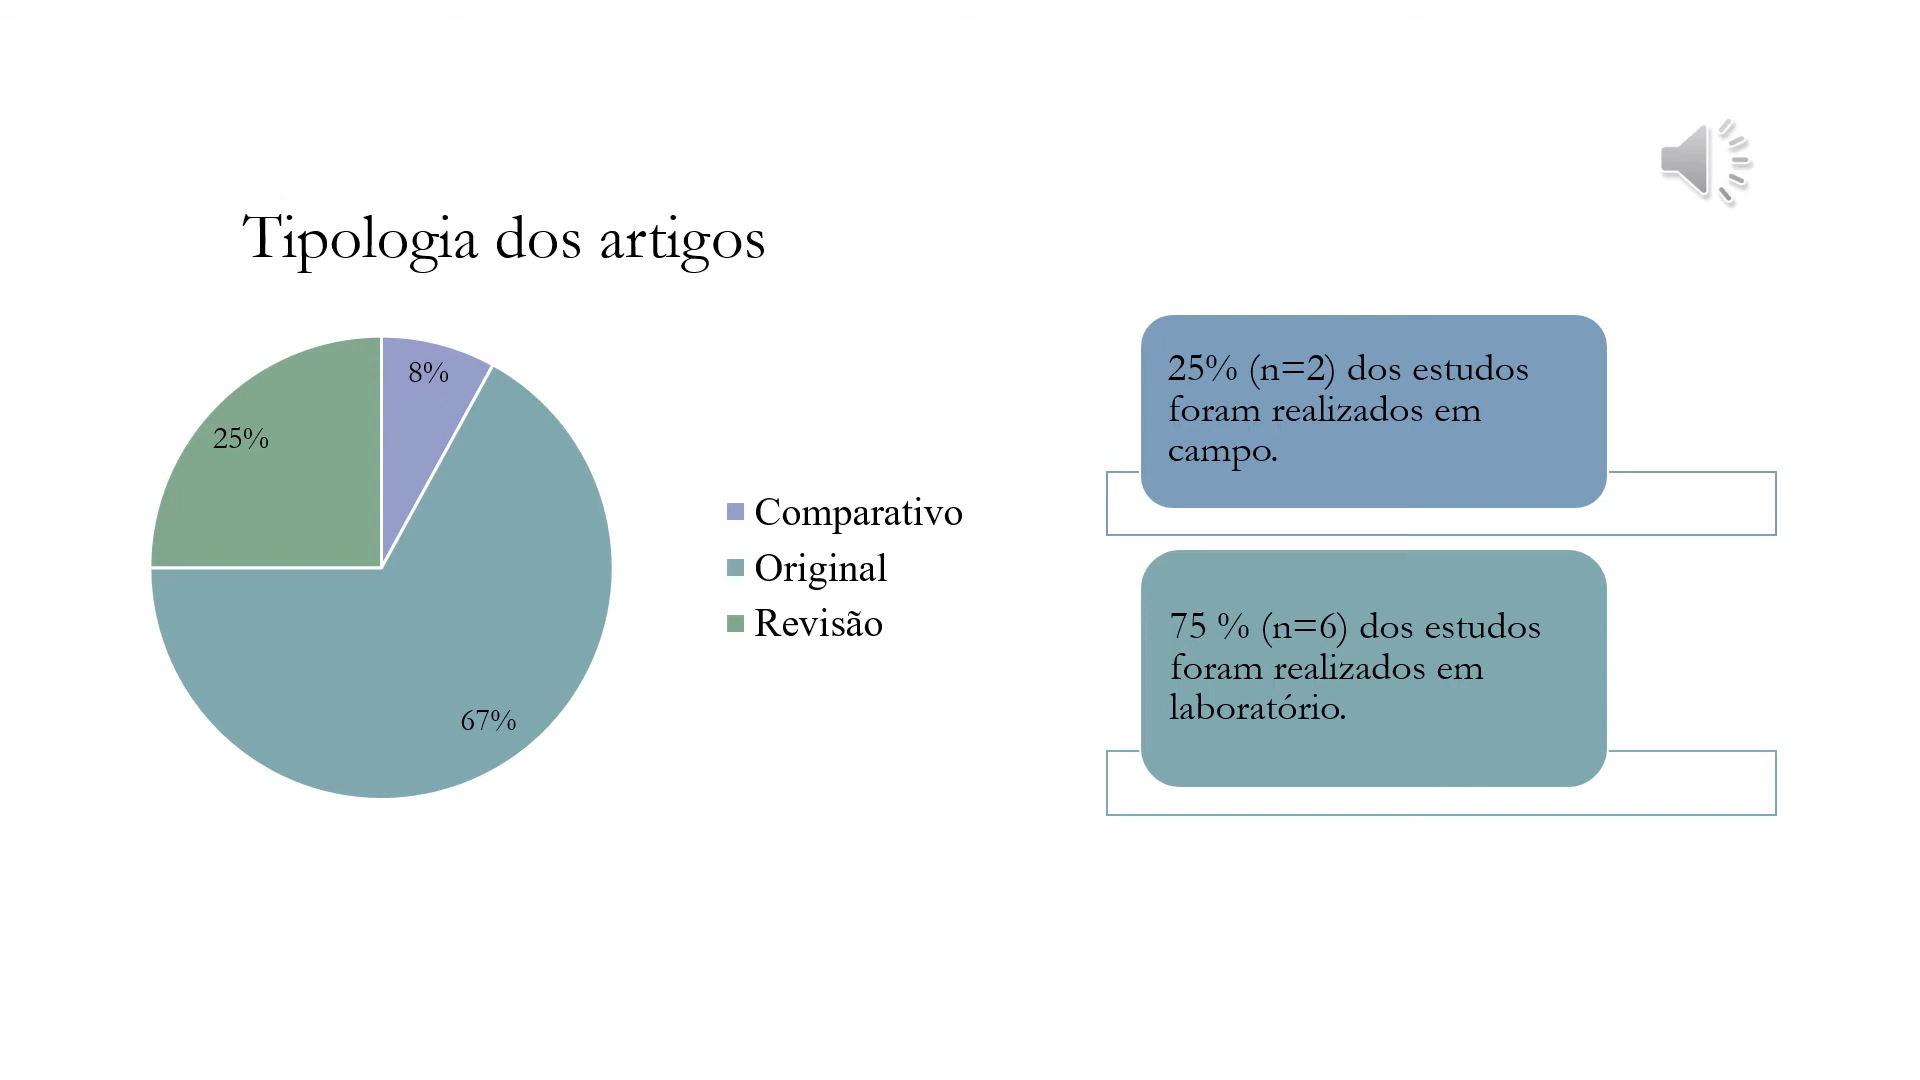 Tipologia dos artigos
8%
25%
67%
Comparativo
Original
Revisão
25% (n=2) dos estudos
foram realizados em
campo.
75 % (n=6) dos estudos
foram realizados em
laboratório.